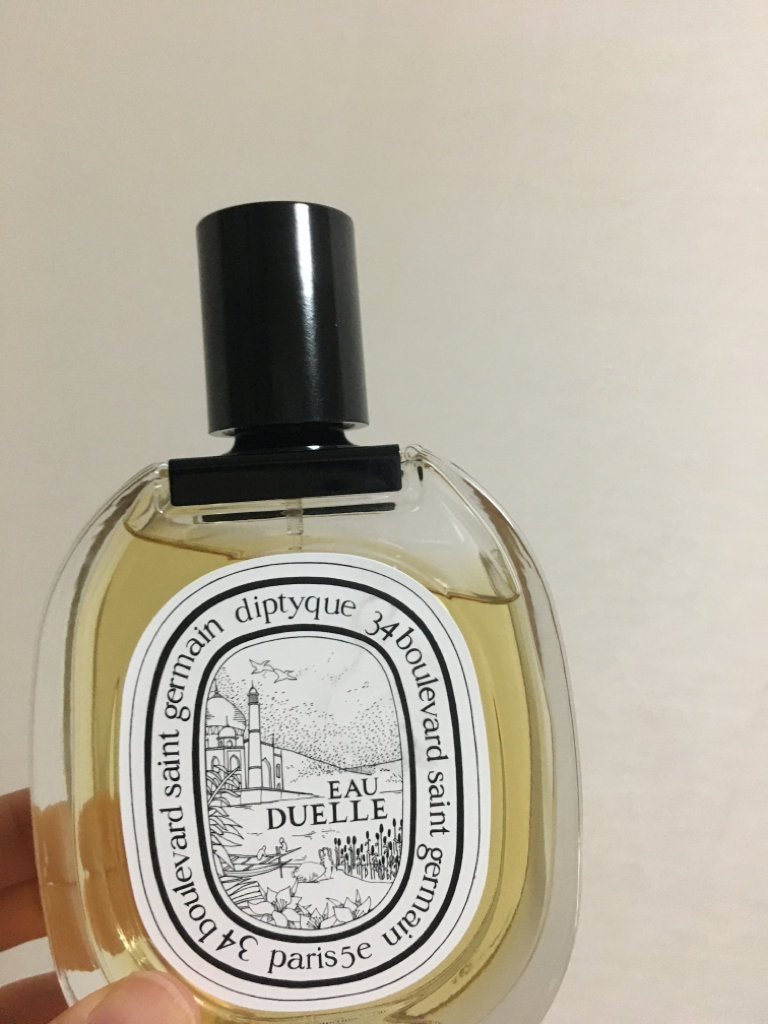 diptyque 34 boulevard saint germain
paris 5e
34 boulevard saint germain
EAU
DUELLE